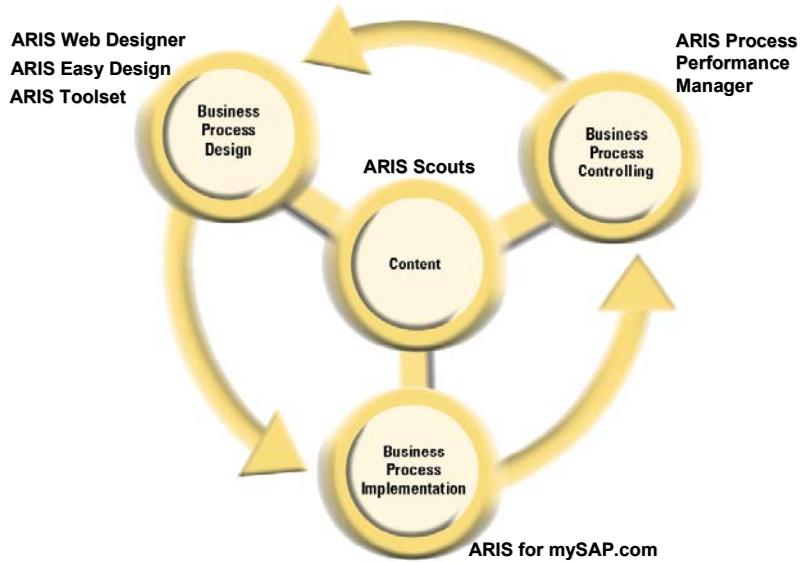 ARIS Web Designer
ARIS Easy Design
ARIS Toolset
Business
Process
Design
ARIS Process
Performance
Manager
Business
Process
Controlling
ARIS Scouts
Content
Business
Process
Implementation
ARIS for mySAP.com